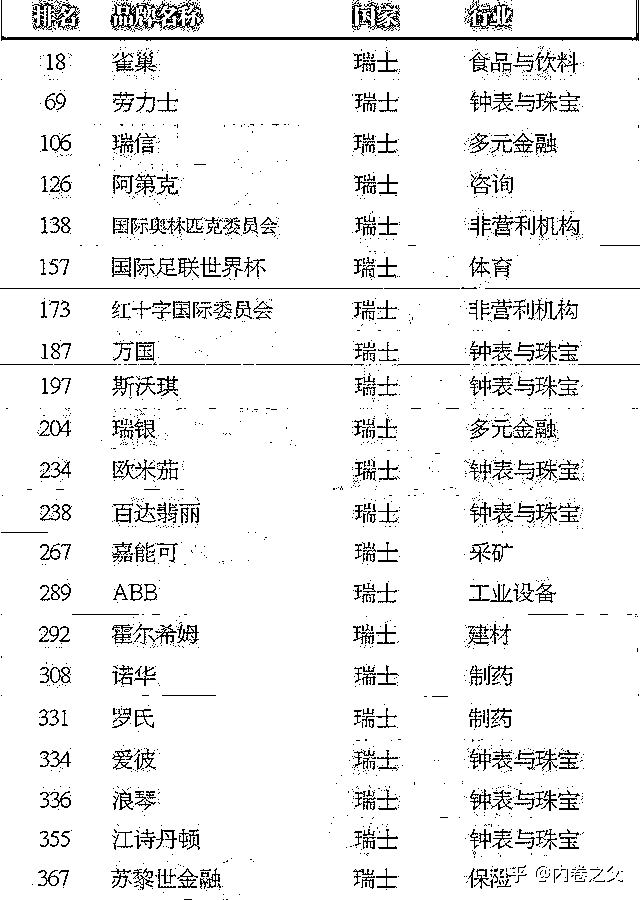 排名 品牌名称 国家 行业
18 雀巢 瑞士 食品与饮料
69 劳力士 瑞士 钟表与珠宝
106 瑞信 瑞士 多元金融
126 阿第克 瑞士 咨询
138 国际奥林匹克委员会 瑞士 非营利机构
157 国际足联世界杯 瑞士 体育
173 红十字国际委员会 瑞士 非营利机构
187 万国 瑞士 钟表与珠宝
197 斯沃琪 瑞士 钟表与珠宝
204 瑞银 瑞士 多元金融
234 欧米茄 瑞士 钟表与珠宝
238 百达翡丽 瑞士 钟表与珠宝
267 嘉能可 瑞士 采矿
289 ABB 瑞士 工业设备
292 霍尔希姆 瑞士 建材
308 诺华 瑞士 制药
331 罗氏 瑞士 制药
334 爱彼 瑞士 钟表与珠宝
336 浪琴 瑞士 钟表与珠宝
355 江诗丹顿 瑞士 钟表与珠宝
367 苏黎世金融 瑞士 保险
知乎 @内卷之父